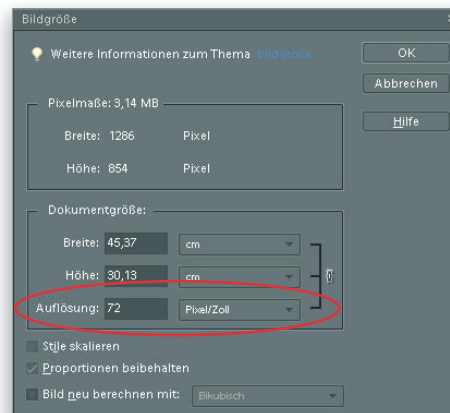 Bildgröße
Weitere Informationen zum Thema Bildgröße
OK
Abbrechen
Hilfe
Pixelmaße: 3,14 MB
Breite: 1286 Pixel
Höhe: 854 Pixel
Dokumentgröße:
Breite: 45,37 cm
Höhe: 30,13 cm
Auflösung: 72 Pixel/Zoll
Stile skalieren
Proportionen beibehalten
Bild neu berechnen mit: Bikubisch